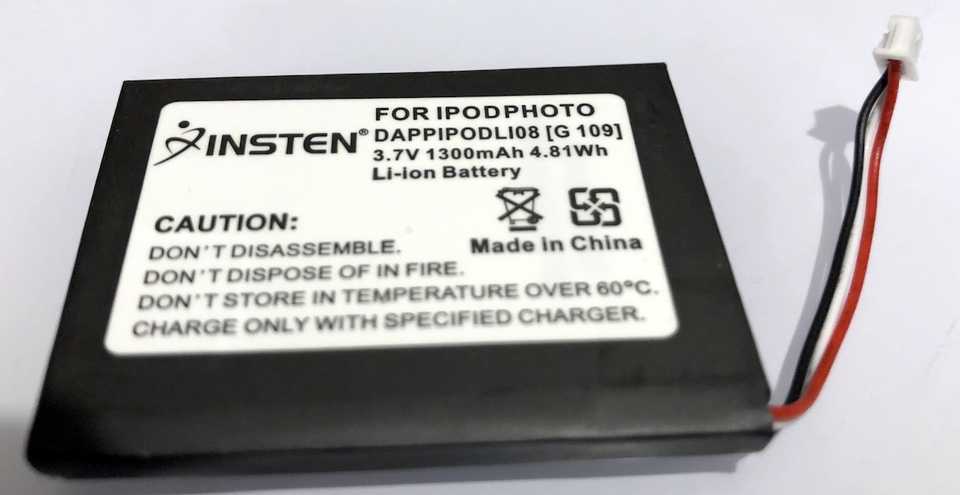 INSTEN®
FOR IPODPHOTO
DAPPIPODLI08 [G 109]
3.7V 1300mAh 4.81Wh
Li-ion Battery
Made in China
CAUTION:
DON'T DISASSEMBLE.
DON'T DISPOSE OF IN FIRE.
DON'T STORE IN TEMPERATURE OVER 60°C.
CHARGE ONLY WITH SPECIFIED CHARGER.